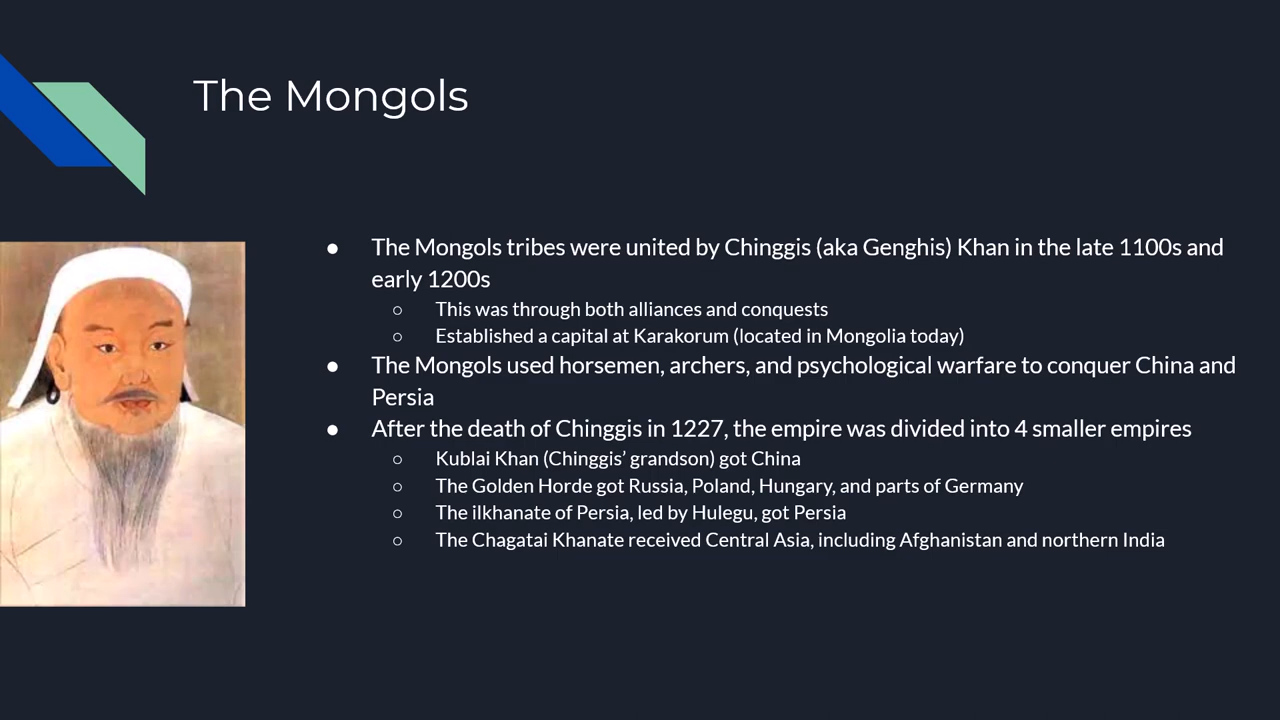 The Mongols
● The Mongols tribes were united by Chinggis (aka Genghis) Khan in the late 1100s and
early 1200s
○ This was through both alliances and conquests
○ Established a capital at Karakorum (located in Mongolia today)
● The Mongols used horsemen, archers, and psychological warfare to conquer China and
Persia
● After the death of Chinggis in 1227, the empire was divided into 4 smaller empires
○ Kublai Khan (Chinggis’ grandson) got China
○ The Golden Horde got Russia, Poland, Hungary, and parts of Germany
○ The ilkhanate of Persia, led by Hulegu, got Persia
○ The Chagatai Khanate received Central Asia, including Afghanistan and northern India